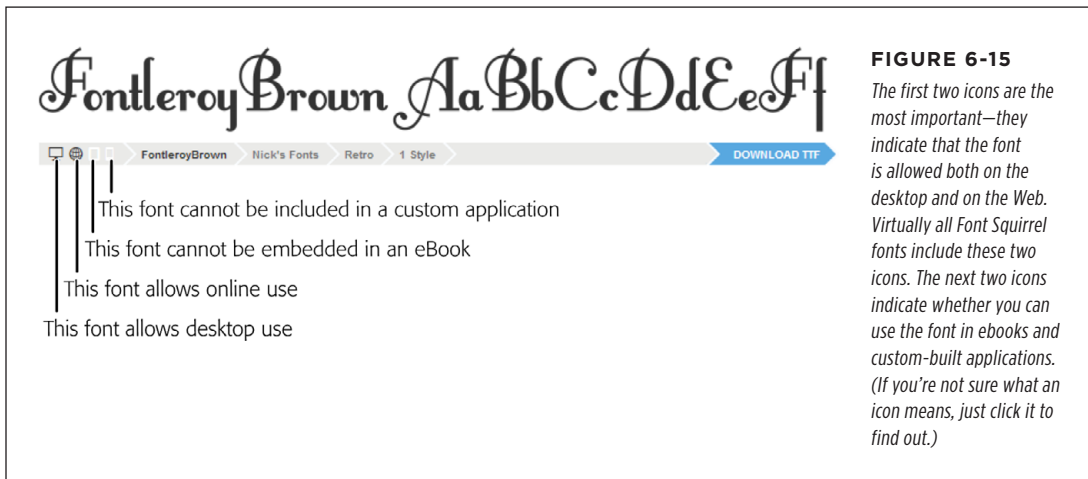 FontleroyBrown AaBbCcDdEeFf
FontleroyBrown Nick's Fonts Retro 1 Style DOWNLOAD TTF
This font cannot be included in a custom application
This font cannot be embedded in an eBook
This font allows online use
This font allows desktop use
FIGURE 6-15
The first two icons are the
most important—they
indicate that the font
is allowed both on the
desktop and on the Web.
Virtually all Font Squirrel
fonts include these two
icons. The next two icons
indicate whether you can
use the font in ebooks and
custom-built applications.
(If you're not sure what an
icon means, just click it to
find out.)